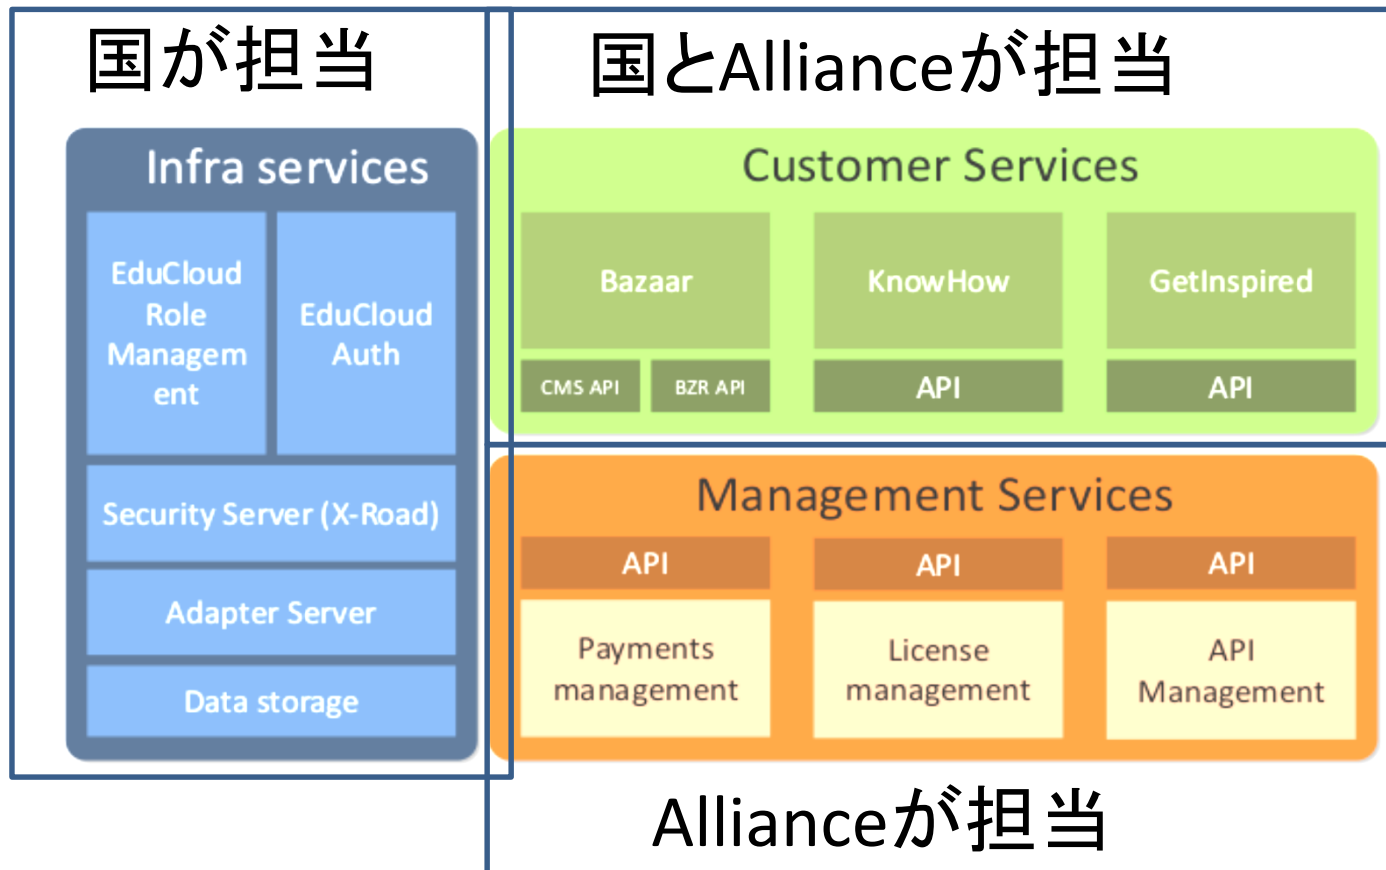 国が担当
国とAllianceが担当
Infra services
EduCloud
Role
Managem
ent
EduCloud
Auth
Security Server (X-Road)
Adapter Server
Data storage
Customer Services
Bazaar
KnowHow
GetInspired
CMS API
BZR API
API
API
Management Services
API
API
API
Payments
management
License
management
API
Management
Allianceが担当